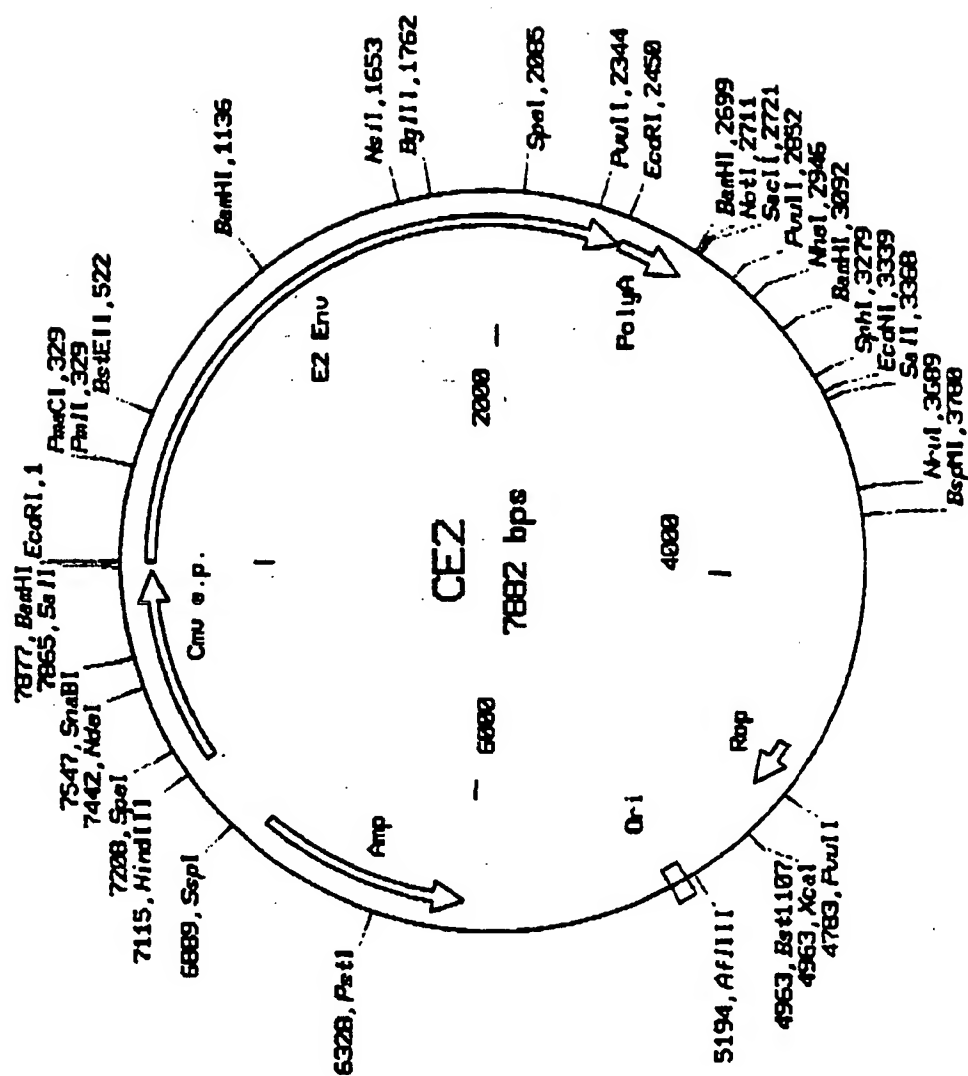 CE2
7882 bps
EcoRI, 1
PmaCI, 329
PmlI, 329
BstEII, 522
BamHI, 1136
NsiI, 1653
BglII, 1762
SpeI, 2085
PvuII, 2344
EcoRI, 2450
BamHI, 2699
NotI, 2711
SacII, 2721
PvuII, 2852
NheI, 2946
BamHI, 3092
SphI, 3279
EcoNI, 3339
SalI, 3368
NruI, 3689
BspMI, 3780
4783, PvuII
4963, XcaI
4963, Bst1107
5194, AflIII
6328, PstI
6889, SspI
7115, HindIII
7208, SpeI
7442, NdeI
7547, SnaBI
7865, SalI
7877, BamHI
E2 Env
PolyA
Rop
Ori
Amp
Cmv e.p.
2000
4000
6000